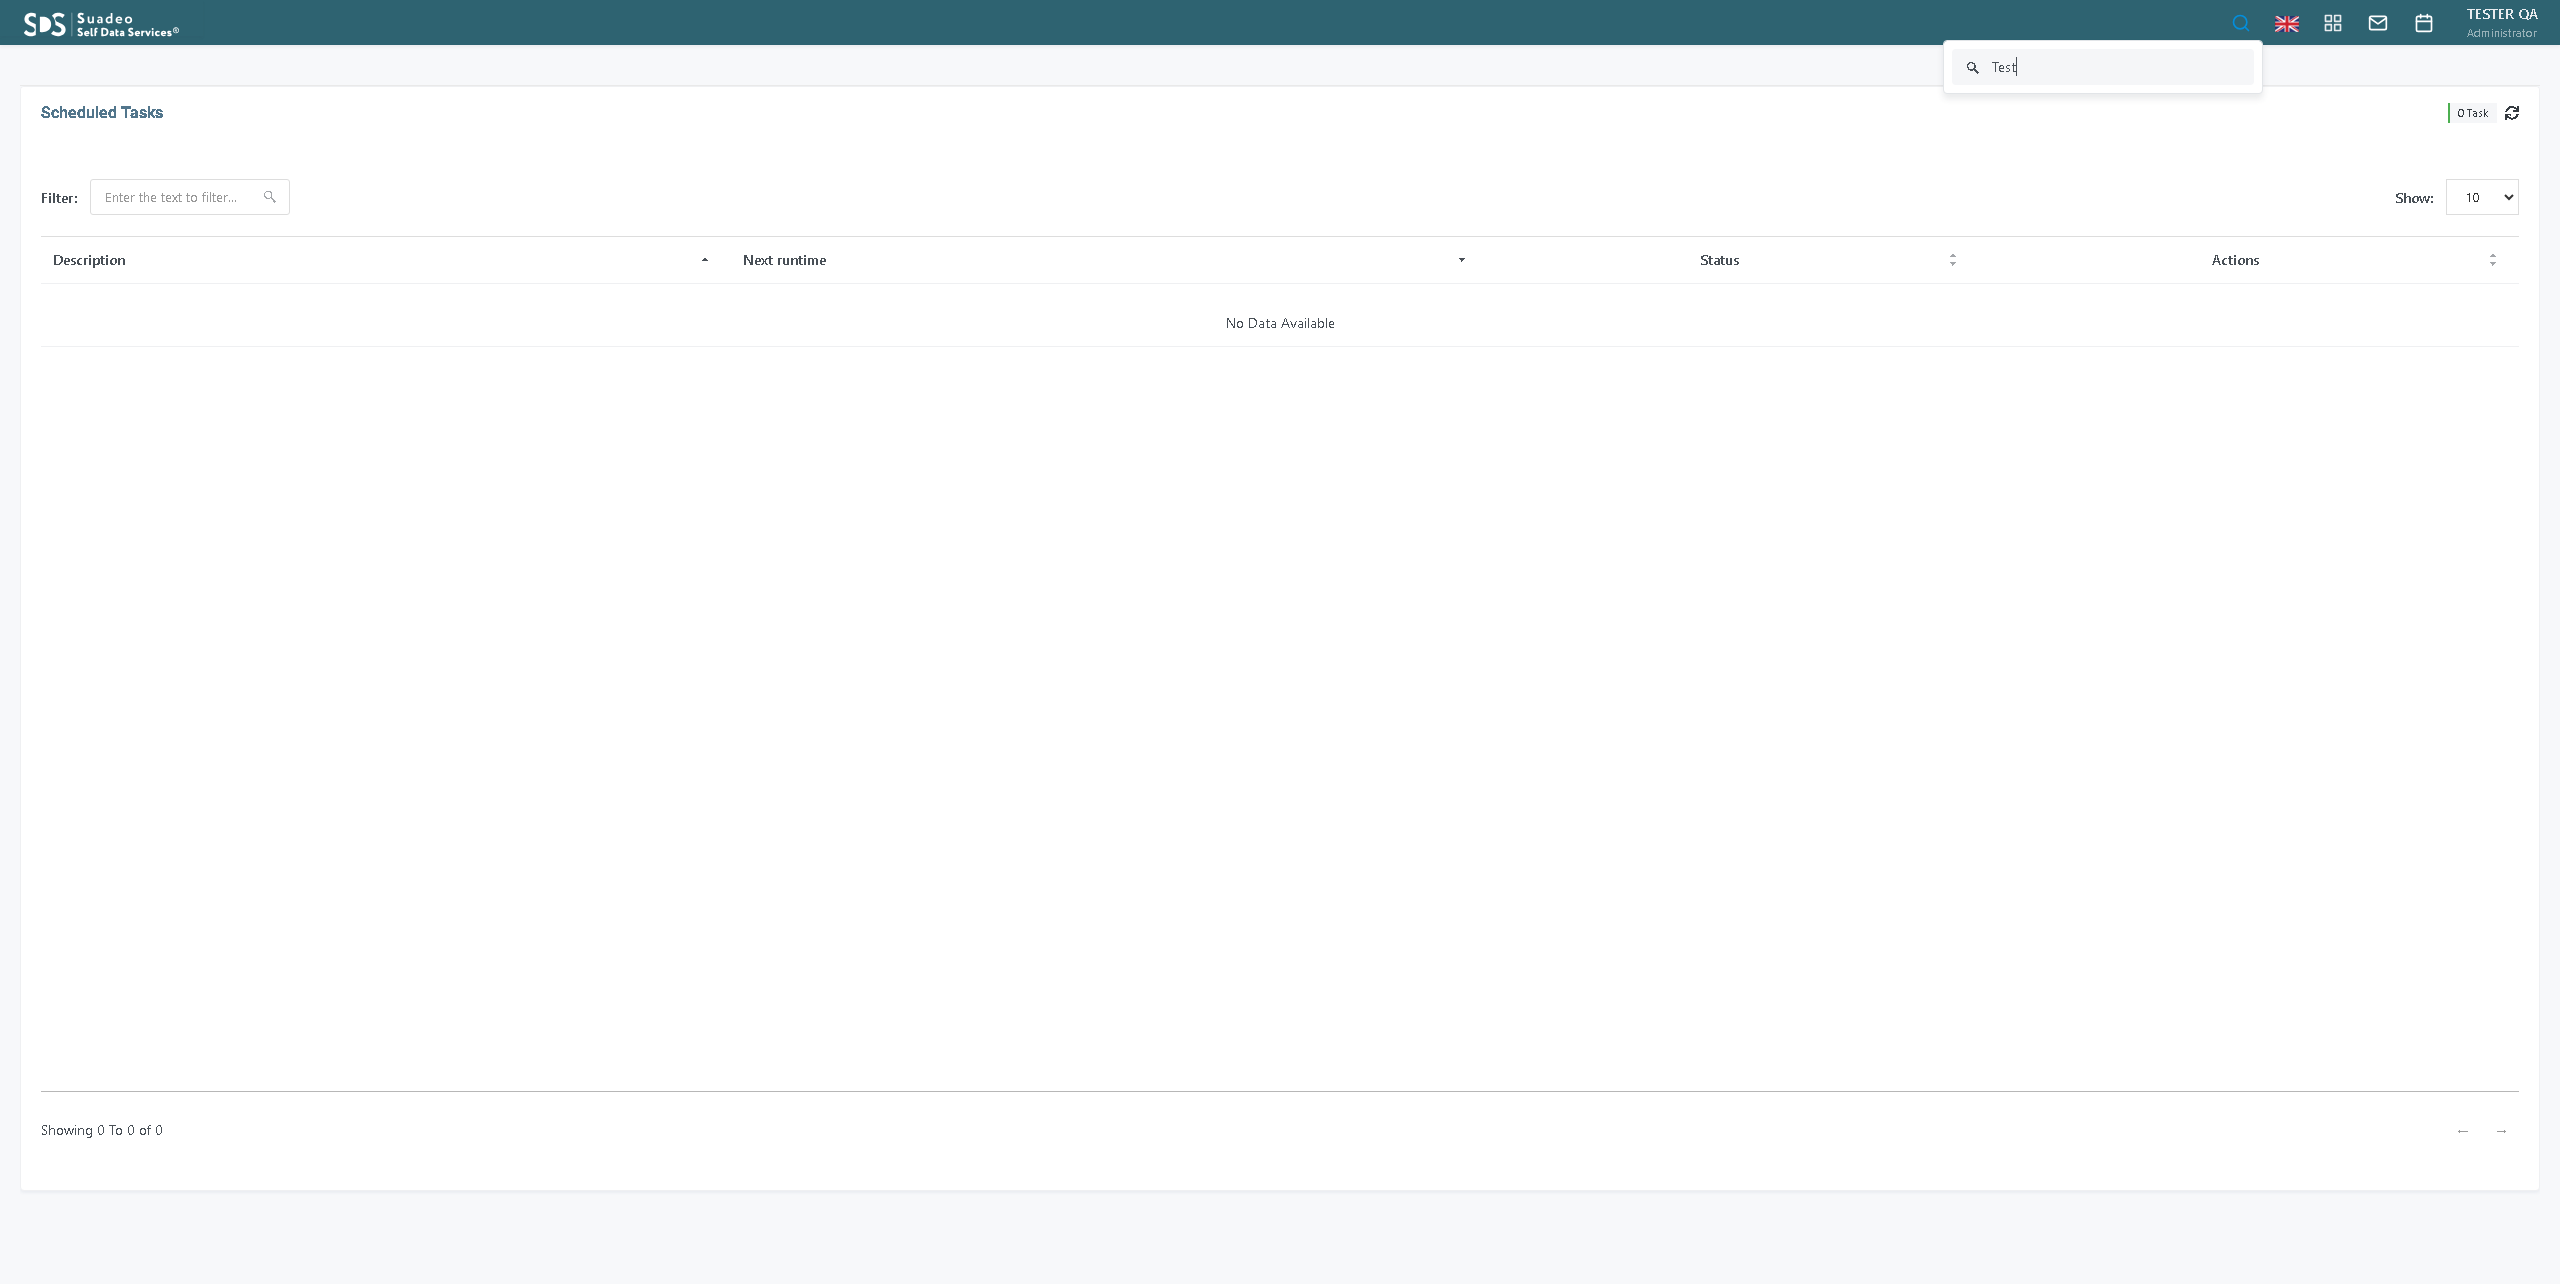 SDS Suadeo
Self Data Services®
TESTER QA
Administrator
Test
Scheduled Tasks
0 Task
Filter: Enter the text to filter... Show: 10
Description Next runtime Status Actions
No Data Available
Showing 0 To 0 of 0 ← →